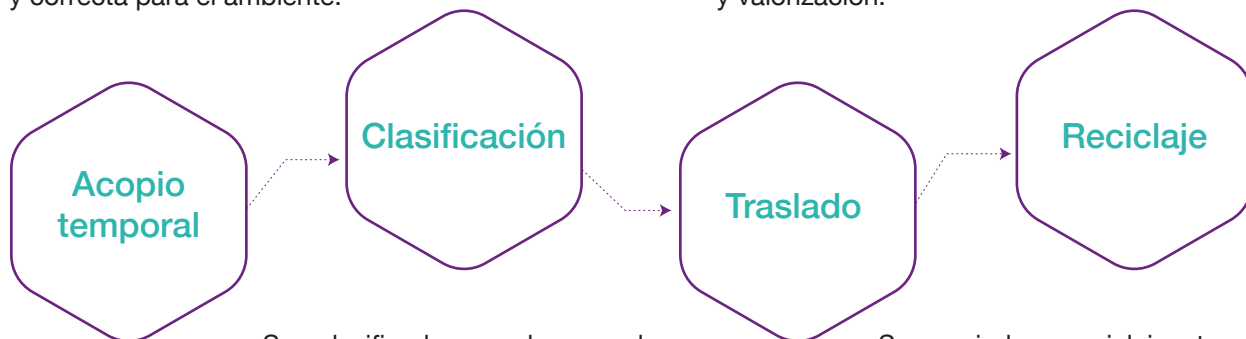 y correcta para el ambiente.
y valorización.
Acopio
temporal
Clasificación
Traslado
Reciclaje